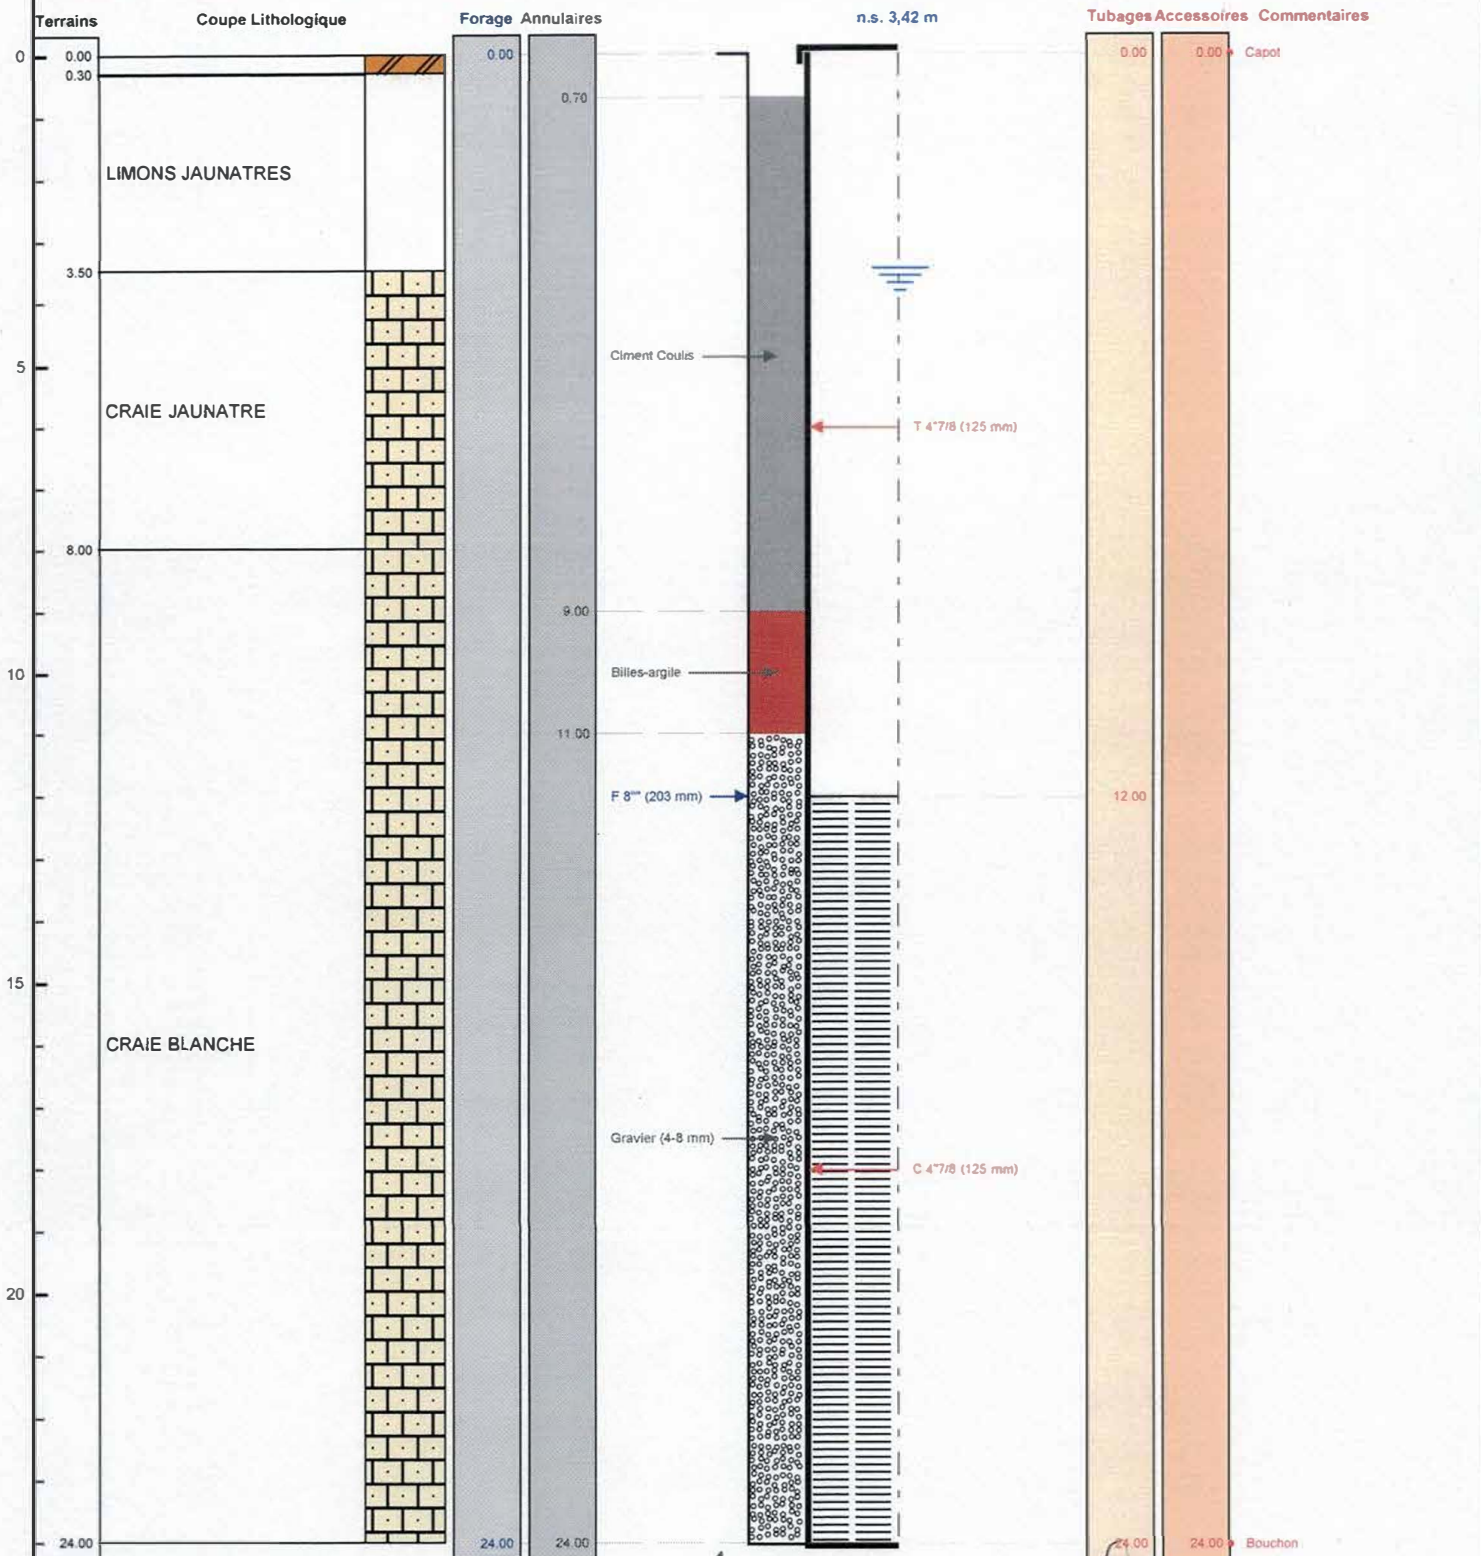 Terrains Coupe Lithologique Forage Annulaires n.s. 3,42 m Tubages Accessoires Commentaires
0 0.00 0.00 0.00 0.00 Capot
0.30
0.70
LIMONS JAUNATRES
3.50
Ciment Coulis
5
CRAIE JAUNATRE
T 4"7/8 (125 mm)
8.00
9.00
10 Billes-argile
11.00
F 8"" (203 mm) 12.00
15
CRAIE BLANCHE
Gravier (4-8 mm)
C 4"7/8 (125 mm)
20
24.00 24.00 24.00 24.00 24.00 Bouchon